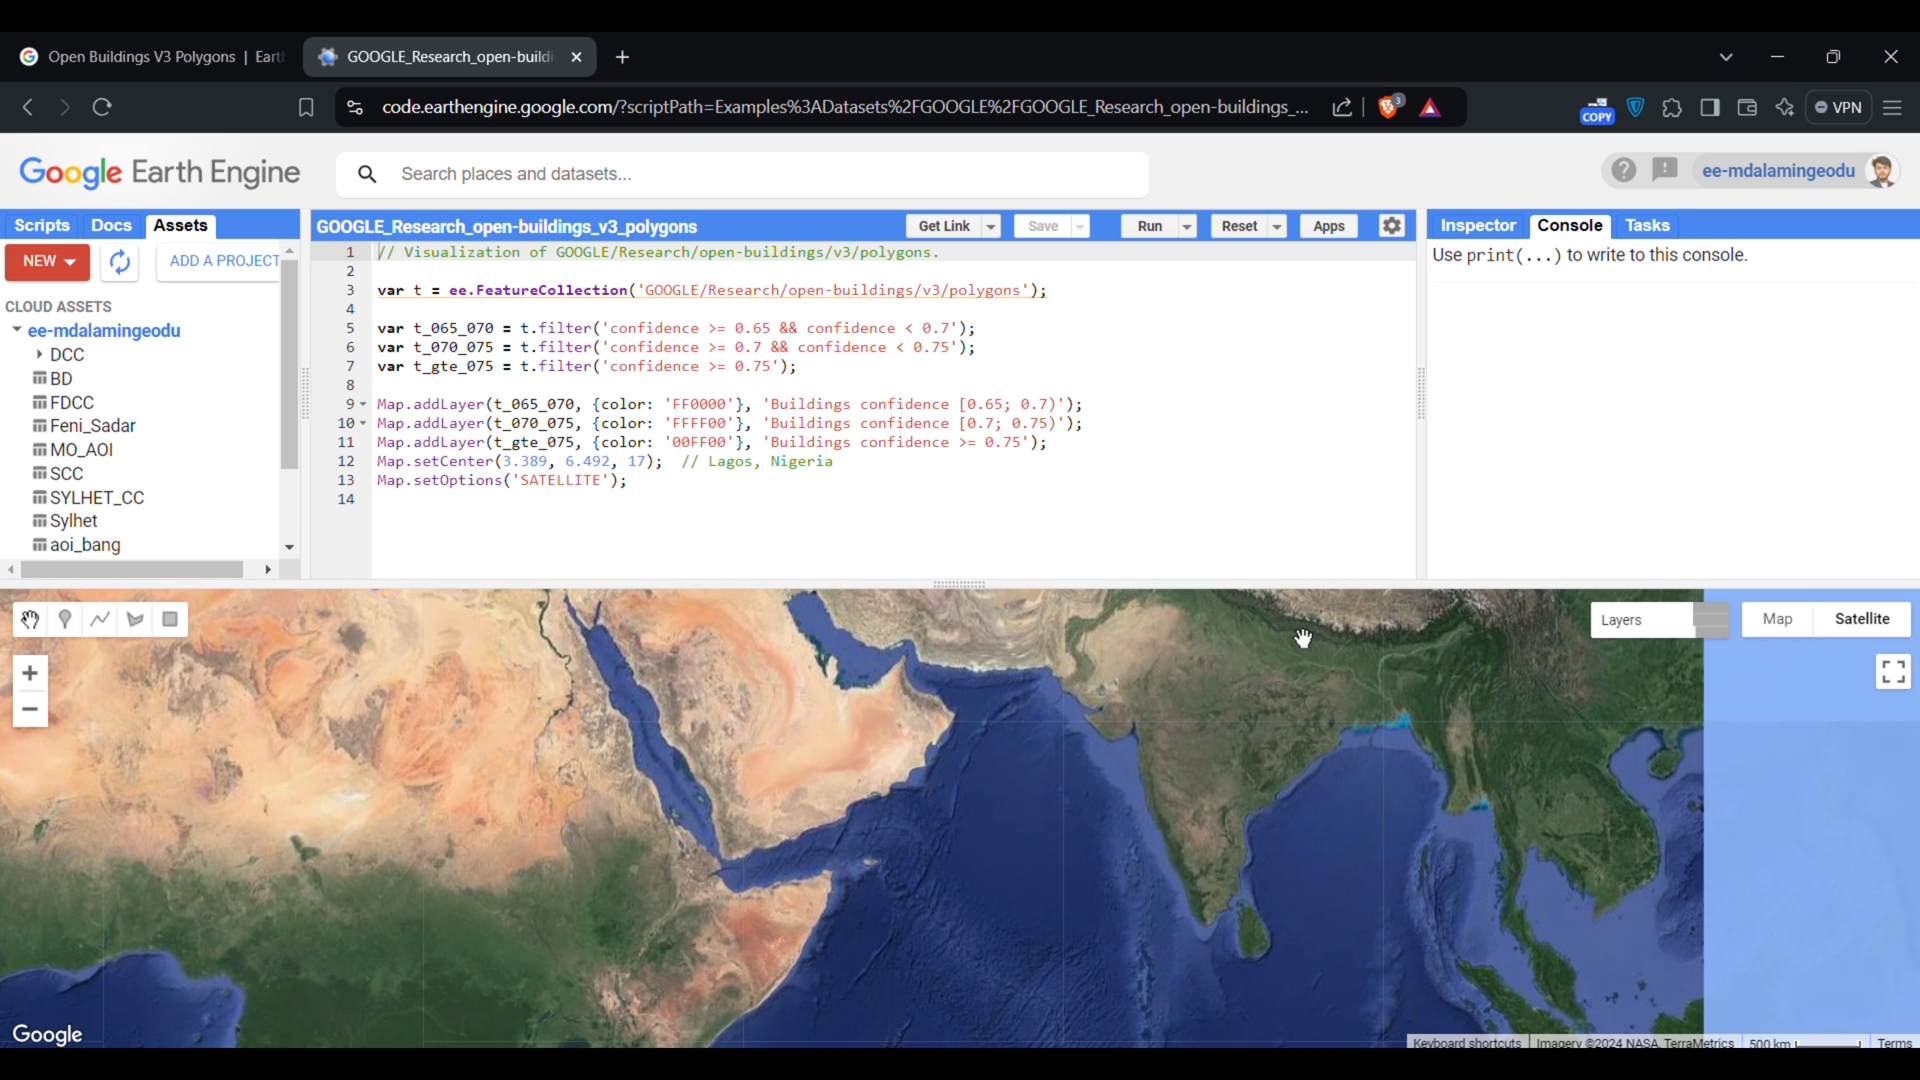 Open Buildings V3 Polygons | Eart
GOOGLE_Research_open-buildi
code.earthengine.google.com/?scriptPath=Examples%3ADatasets%2FGOOGLE%2FGOOGLE_Research_open-buildings_...
3
COPY
VPN
Google Earth Engine
Search places and datasets...
ee-mdalamingeodu
Scripts
Docs
Assets
NEW
ADD A PROJECT
CLOUD ASSETS
ee-mdalamingeodu
DCC
BD
FDCC
Feni_Sadar
MO_AOI
SCC
SYLHET_CC
Sylhet
aoi_bang
GOOGLE_Research_open-buildings_v3_polygons
Get Link
Save
Run
Reset
Apps
1 // Visualization of GOOGLE/Research/open-buildings/v3/polygons.
2
3 var t = ee.FeatureCollection('GOOGLE/Research/open-buildings/v3/polygons');
4
5 var t_065_070 = t.filter('confidence >= 0.65 && confidence < 0.7');
6 var t_070_075 = t.filter('confidence >= 0.7 && confidence < 0.75');
7 var t_gte_075 = t.filter('confidence >= 0.75');
8
9 Map.addLayer(t_065_070, {color: 'FF0000'}, 'Buildings confidence [0.65; 0.7)');
10 Map.addLayer(t_070_075, {color: 'FFFF00'}, 'Buildings confidence [0.7; 0.75)');
11 Map.addLayer(t_gte_075, {color: '00FF00'}, 'Buildings confidence >= 0.75');
12 Map.setCenter(3.389, 6.492, 17);  // Lagos, Nigeria
13 Map.setOptions('SATELLITE');
14
Inspector
Console
Tasks
Use print(...) to write to this console.
Layers
Map
Satellite
Google
Keyboard shortcuts
Imagery ©2024 NASA, TerraMetrics
500 km
Terms